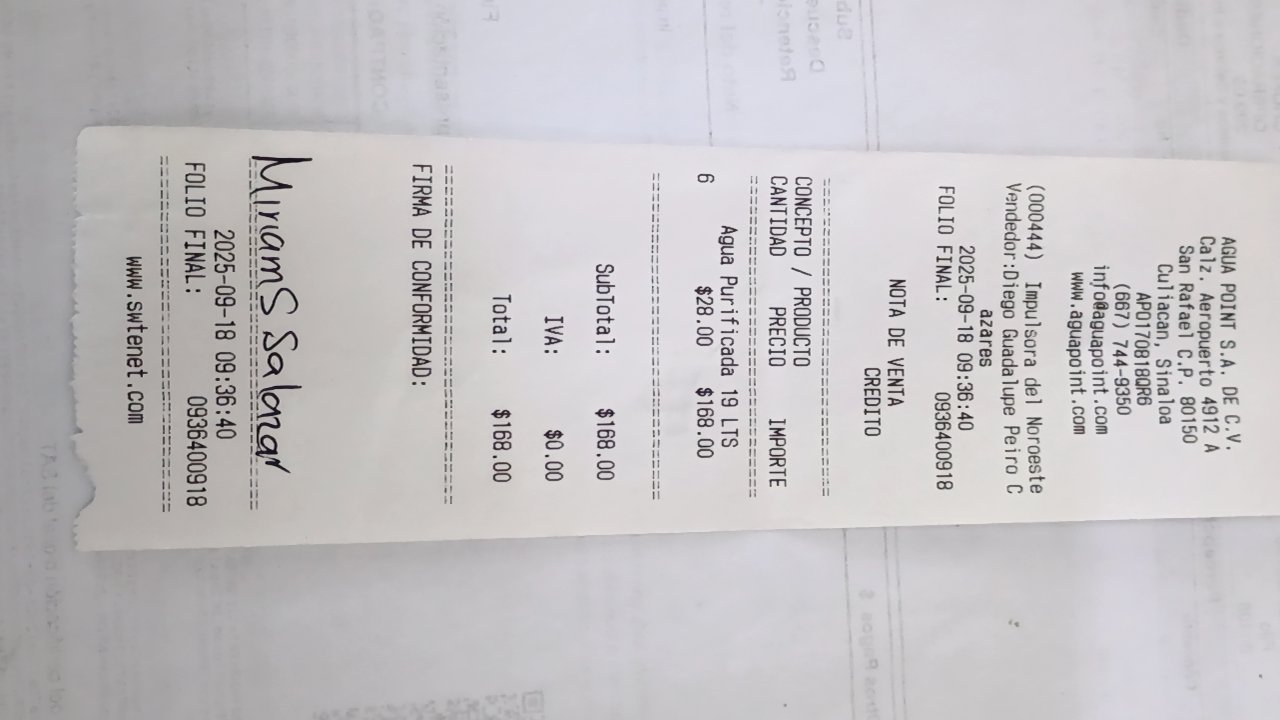 AGUA POINT S.A. DE C.V.
Calz. Aeropuerto 4912 A
San Rafael C.P. 80150
Culiacan, Sinaloa
APO170818QR6
(667) 744-9350
info@aguapoint.com
www.aguapoint.com
(000444) Impulsora del Noroeste
Vendedor:Diego Guadalupe Peiro C
azares
2025-09-18 09:36:40
FOLIO FINAL: 0936400918
NOTA DE VENTA
CREDITO
CONCEPTO / PRODUCTO
CANTIDAD PRECIO IMPORTE
Agua Purificada 19 LTS
6 $28.00 $168.00
SubTotal: $168.00
IVA: $0.00
Total: $168.00
FIRMA DE CONFORMIDAD:
Miriam S Salazar
2025-09-18 09:36:40
FOLIO FINAL: 0936400918
www.swtenet.com